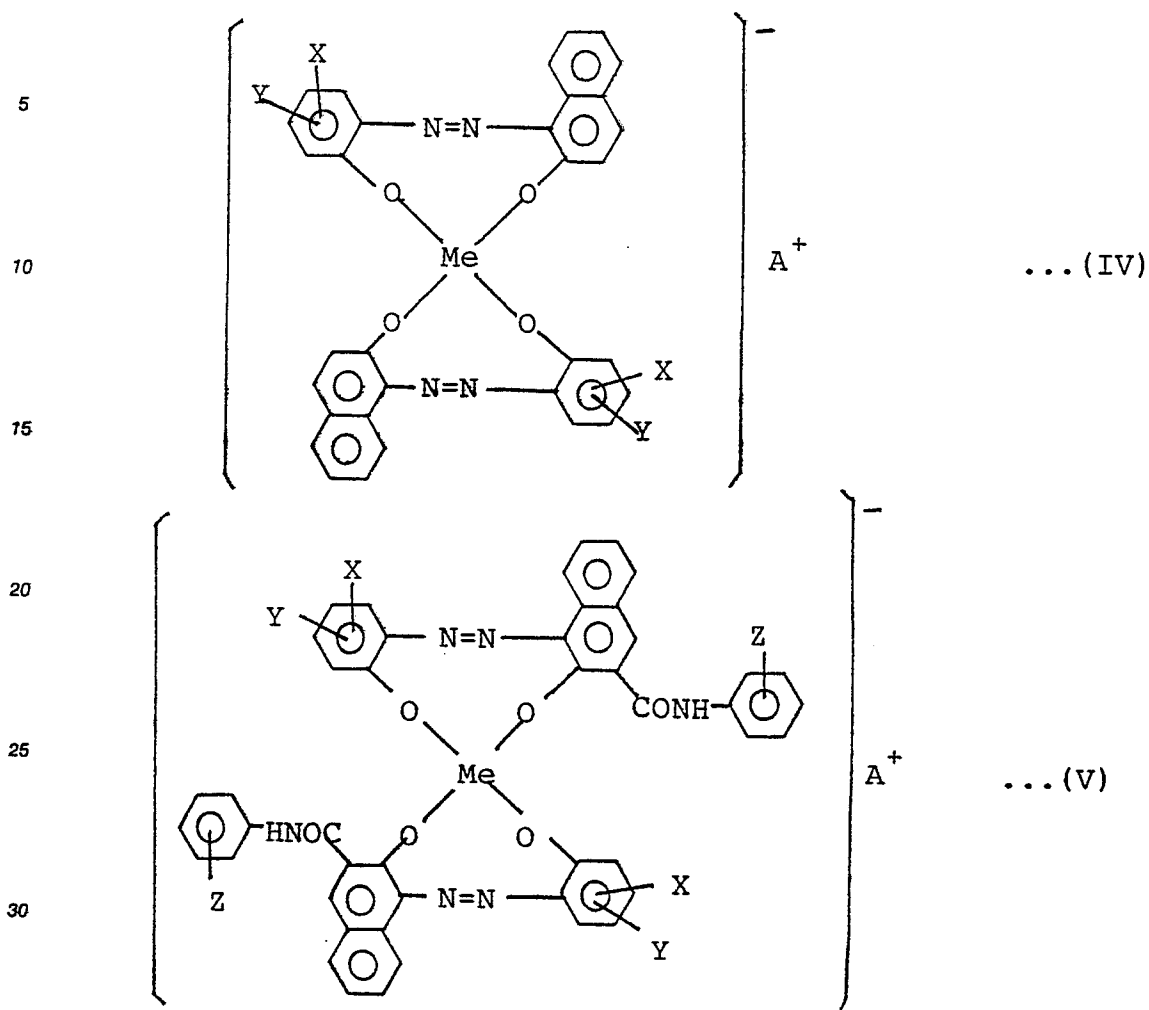 −
X
5
Y
N=N
O O
Me
10
A+
...(IV)
O O
N=N
X
15
Y
−
20
X
Y
N=N
Z
O O
CONH
25
Me
A+
...(V)
HNOC
O O
Z
N=N
X
30
Y